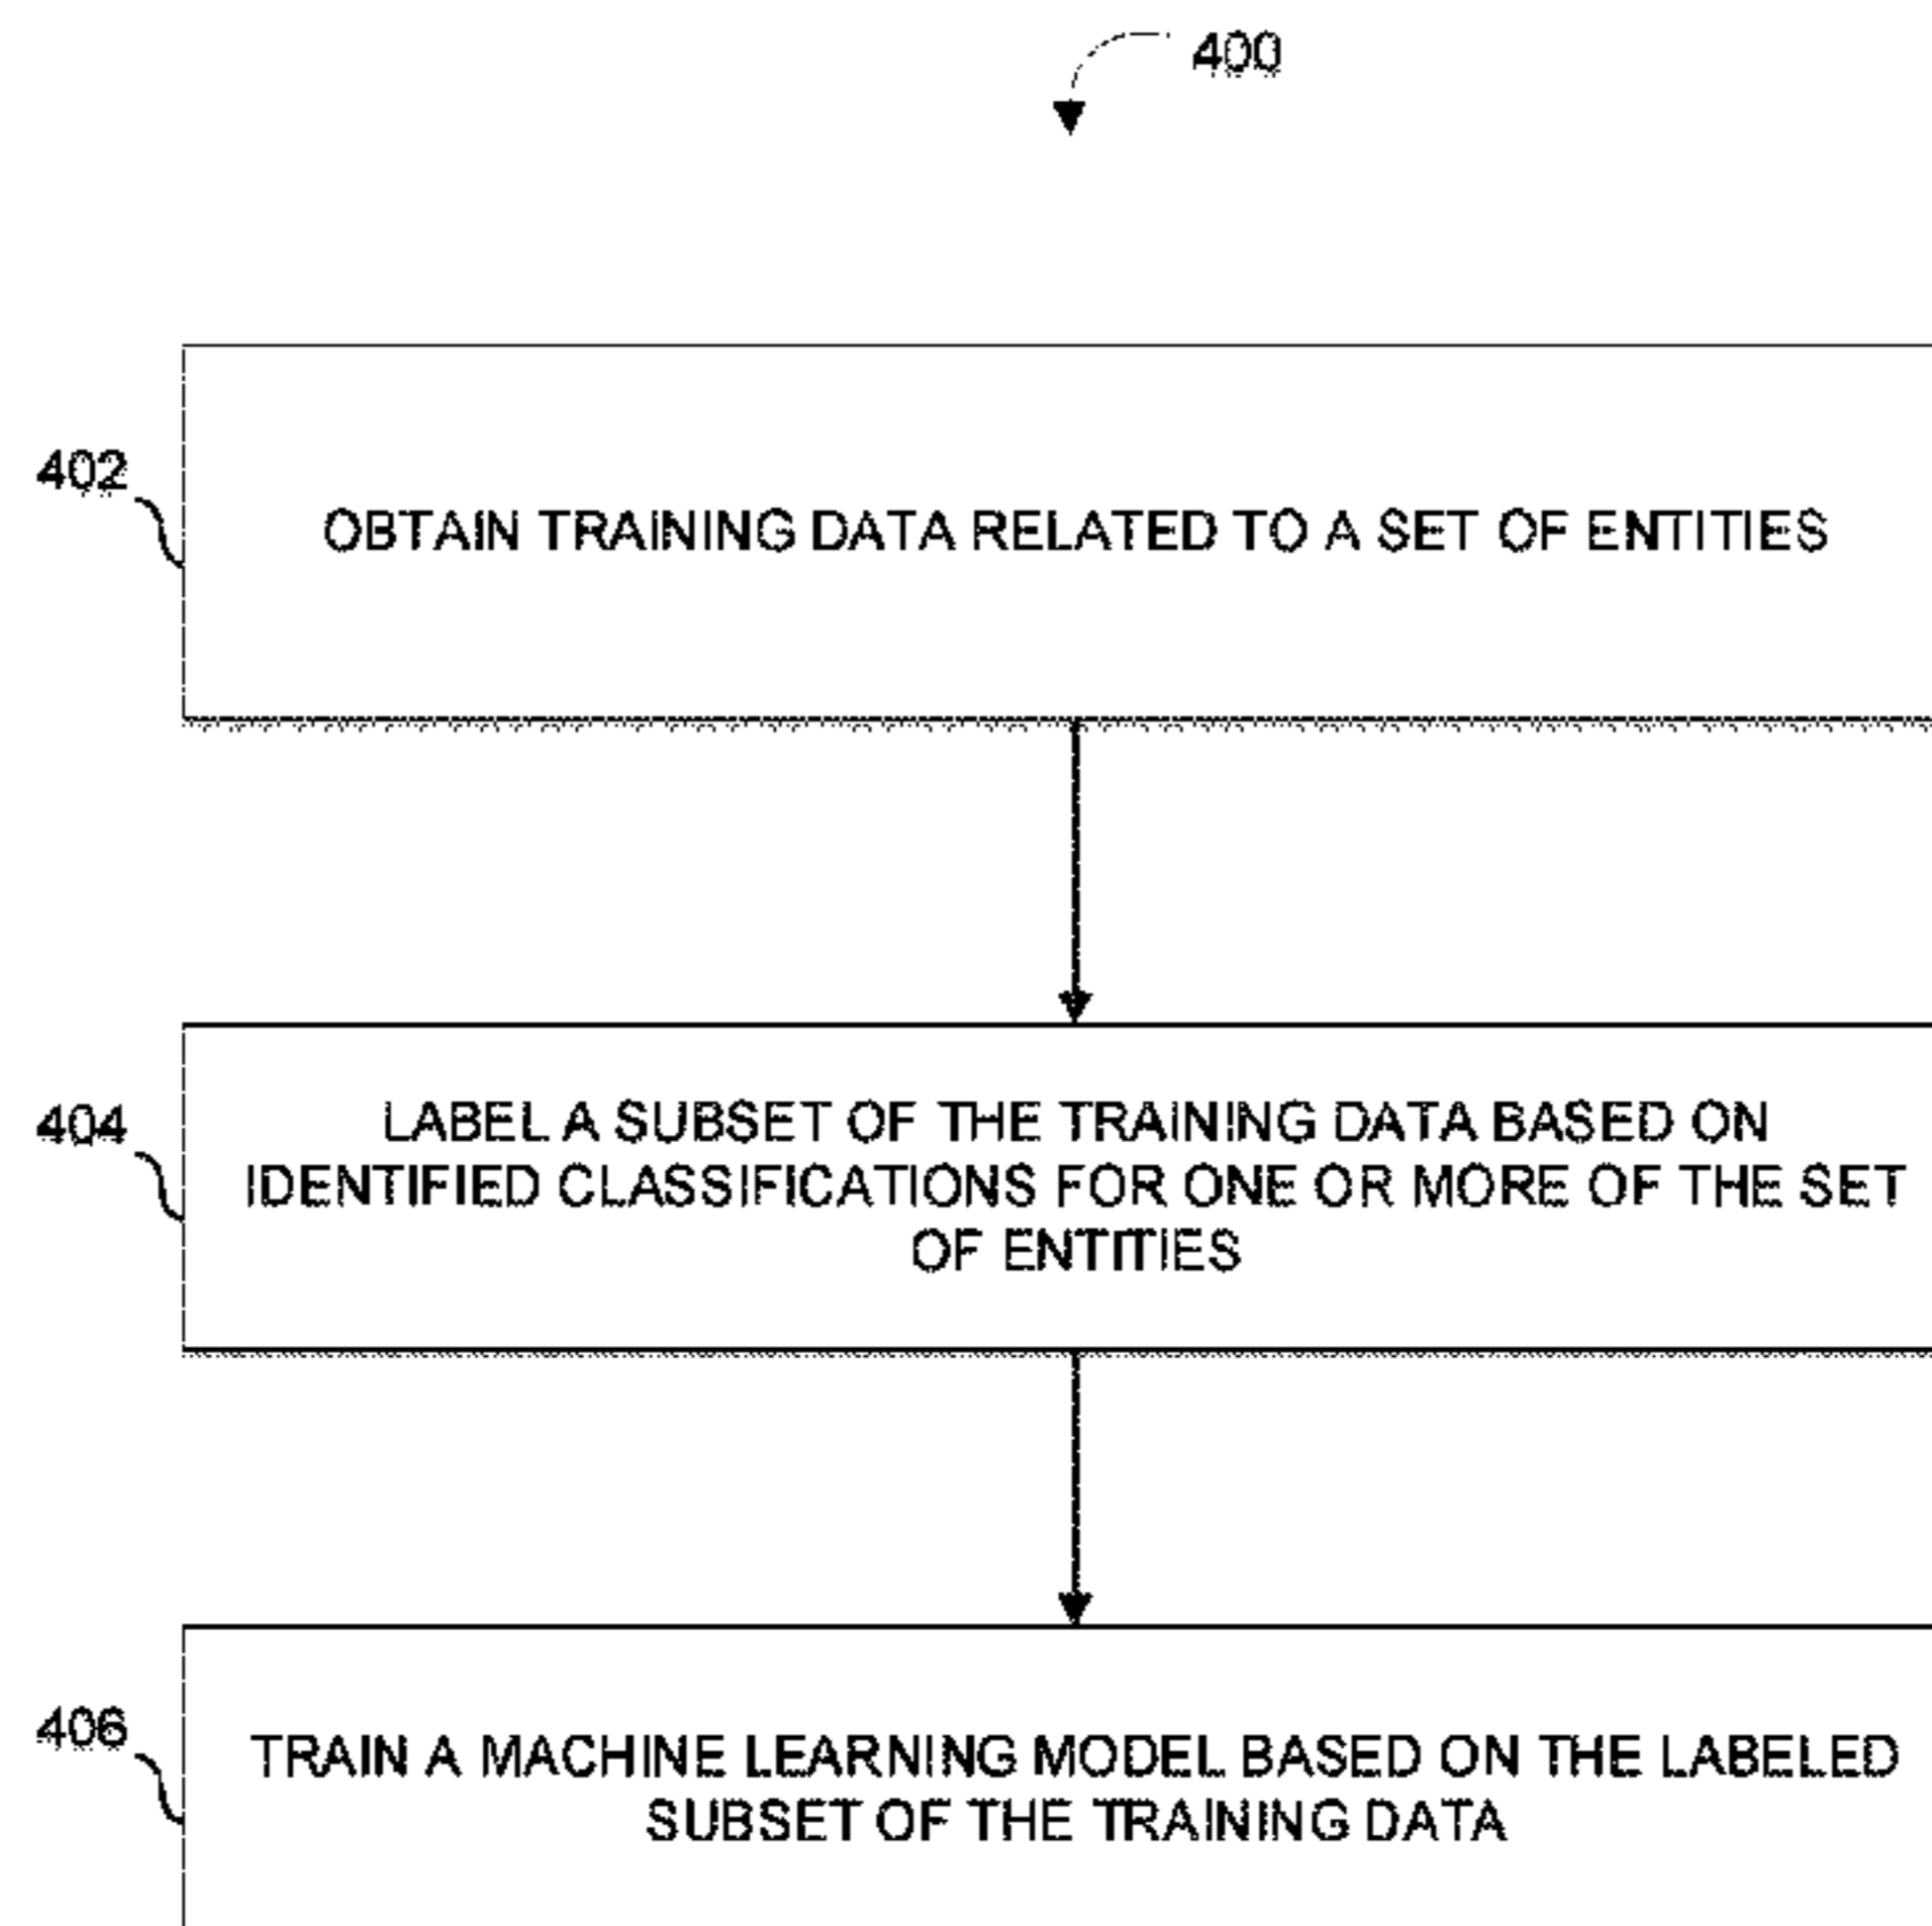 400
402
OBTAIN TRAINING DATA RELATED TO A SET OF ENTITIES
404
LABEL A SUBSET OF THE TRAINING DATA BASED ON
IDENTIFIED CLASSIFICATIONS FOR ONE OR MORE OF THE SET
OF ENTITIES
406
TRAIN A MACHINE LEARNING MODEL BASED ON THE LABELED
SUBSET OF THE TRAINING DATA